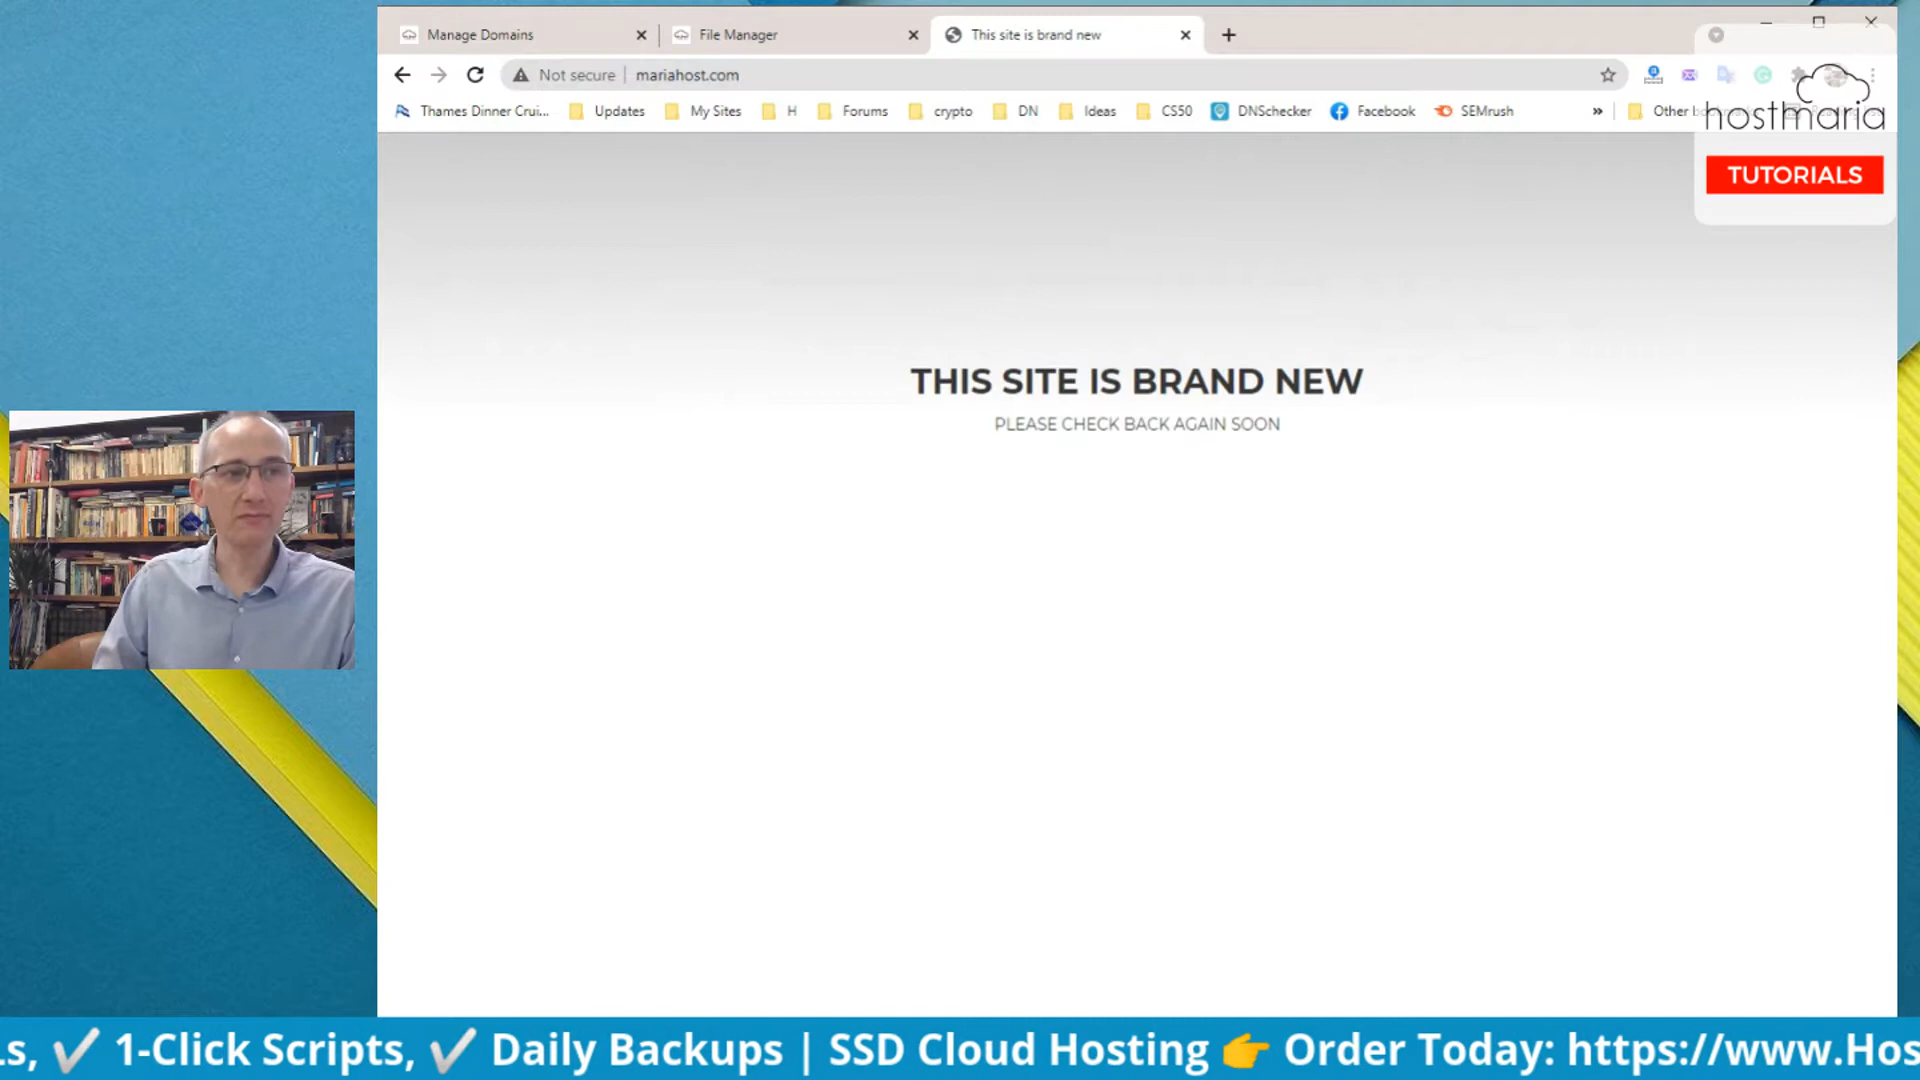 Manage Domains
File Manager
This site is brand new
Not secure
mariahost.com
Thames Dinner Crui...
Updates
My Sites
H
Forums
crypto
DN
Ideas
CS50
DNSchecker
Facebook
SEMrush
»
hostmaria
TUTORIALS
THIS SITE IS BRAND NEW
PLEASE CHECK BACK AGAIN SOON
1-Click Scripts, ✔ Daily Backups | SSD Cloud Hosting 👉 Order Today: https://www.Hos